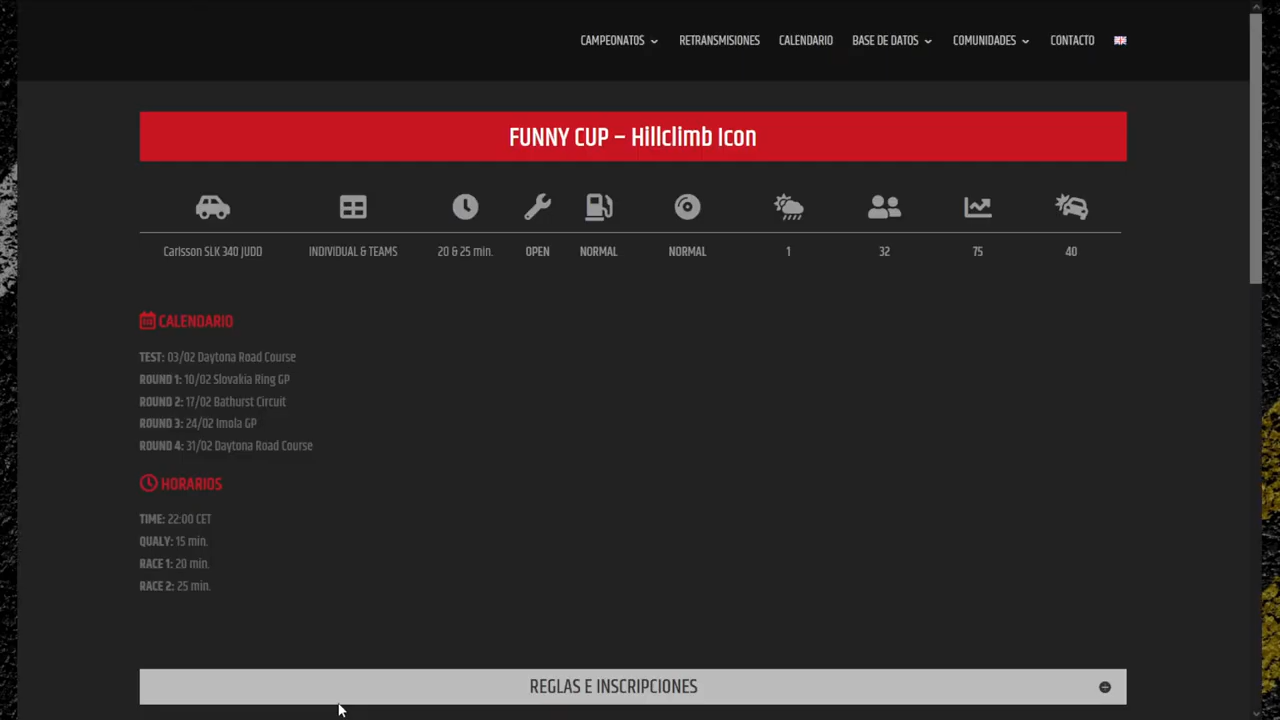 CAMPEONATOS RETRANSMISIONES CALENDARIO BASE DE DATOS COMUNIDADES CONTACTO
FUNNY CUP – Hillclimb Icon
Carlsson SLK 340 JUDD INDIVIDUAL & TEAMS 20 & 25 min. OPEN NORMAL NORMAL 1 32 75 40
CALENDARIO
TEST: 03/02 Daytona Road Course
ROUND 1: 10/02 Slovakia Ring GP
ROUND 2: 17/02 Bathurst Circuit
ROUND 3: 24/02 Imola GP
ROUND 4: 31/02 Daytona Road Course
HORARIOS
TIME: 22:00 CET
QUALY: 15 min.
RACE 1: 20 min.
RACE 2: 25 min.
REGLAS E INSCRIPCIONES